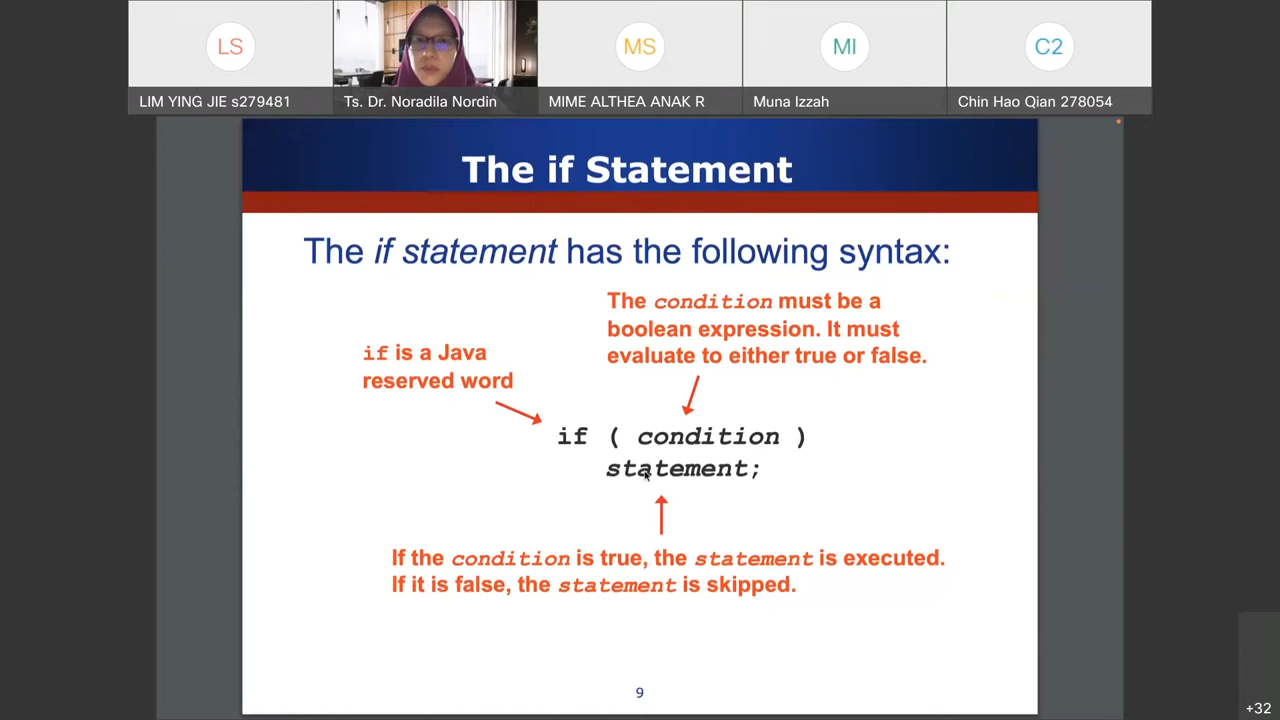 LS
MS
MI
C2
LIM YING JIE s279481
Ts. Dr. Noradila Nordin
MIME ALTHEA ANAK R
Muna Izzah
Chin Hao Qian 278054
The if Statement
The if statement has the following syntax:
The condition must be a
boolean expression. It must
evaluate to either true or false.
if is a Java
reserved word
if ( condition )
statement;
If the condition is true, the statement is executed.
If it is false, the statement is skipped.
9
+32